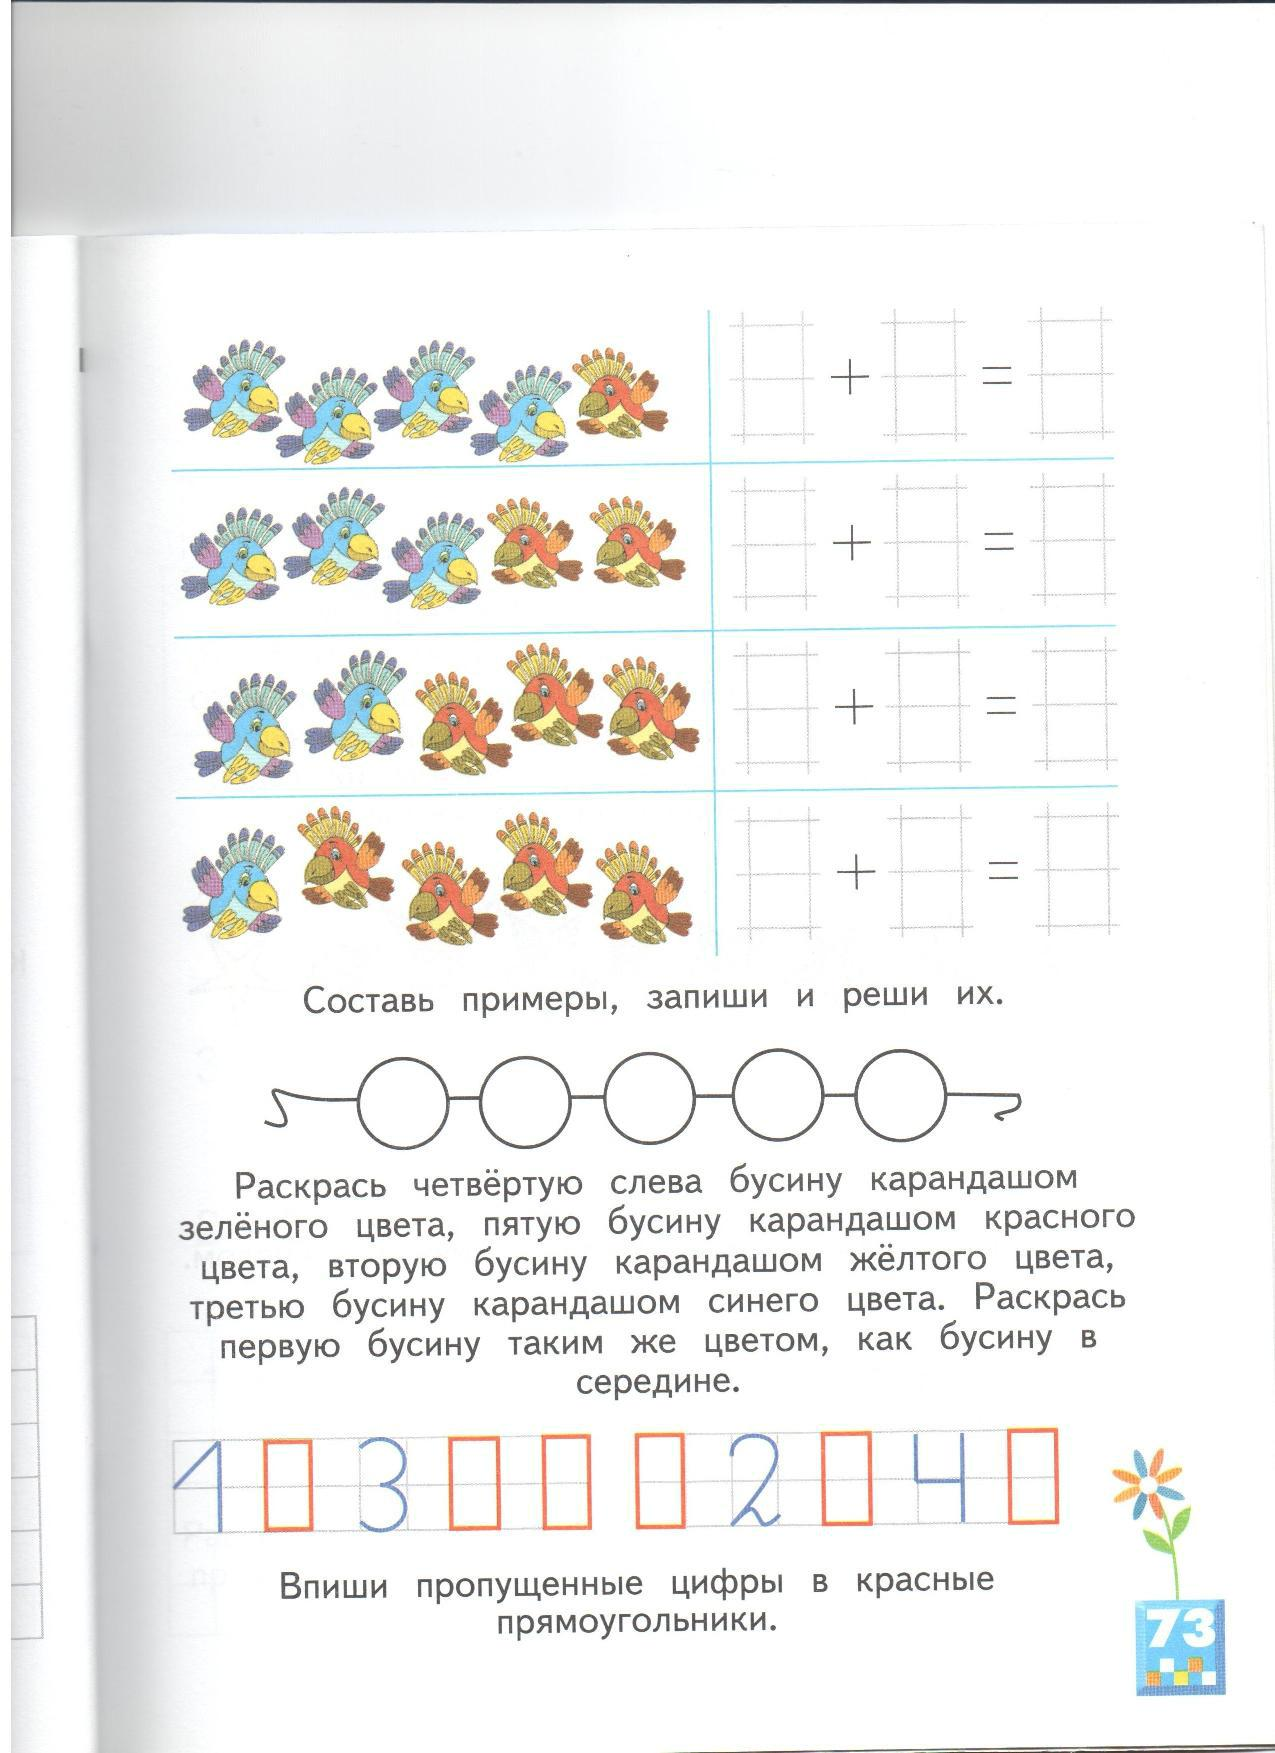 + =
+ =
+ =
+ =
Составь примеры, запиши и реши их.
Раскрась четвёртую слева бусину карандашом
зелёного цвета, пятую бусину карандашом красного
цвета, вторую бусину карандашом жёлтого цвета,
третью бусину карандашом синего цвета. Раскрась
первую бусину таким же цветом, как бусину в
середине.
1 3 2 4
Впиши пропущенные цифры в красные
прямоугольники.
73